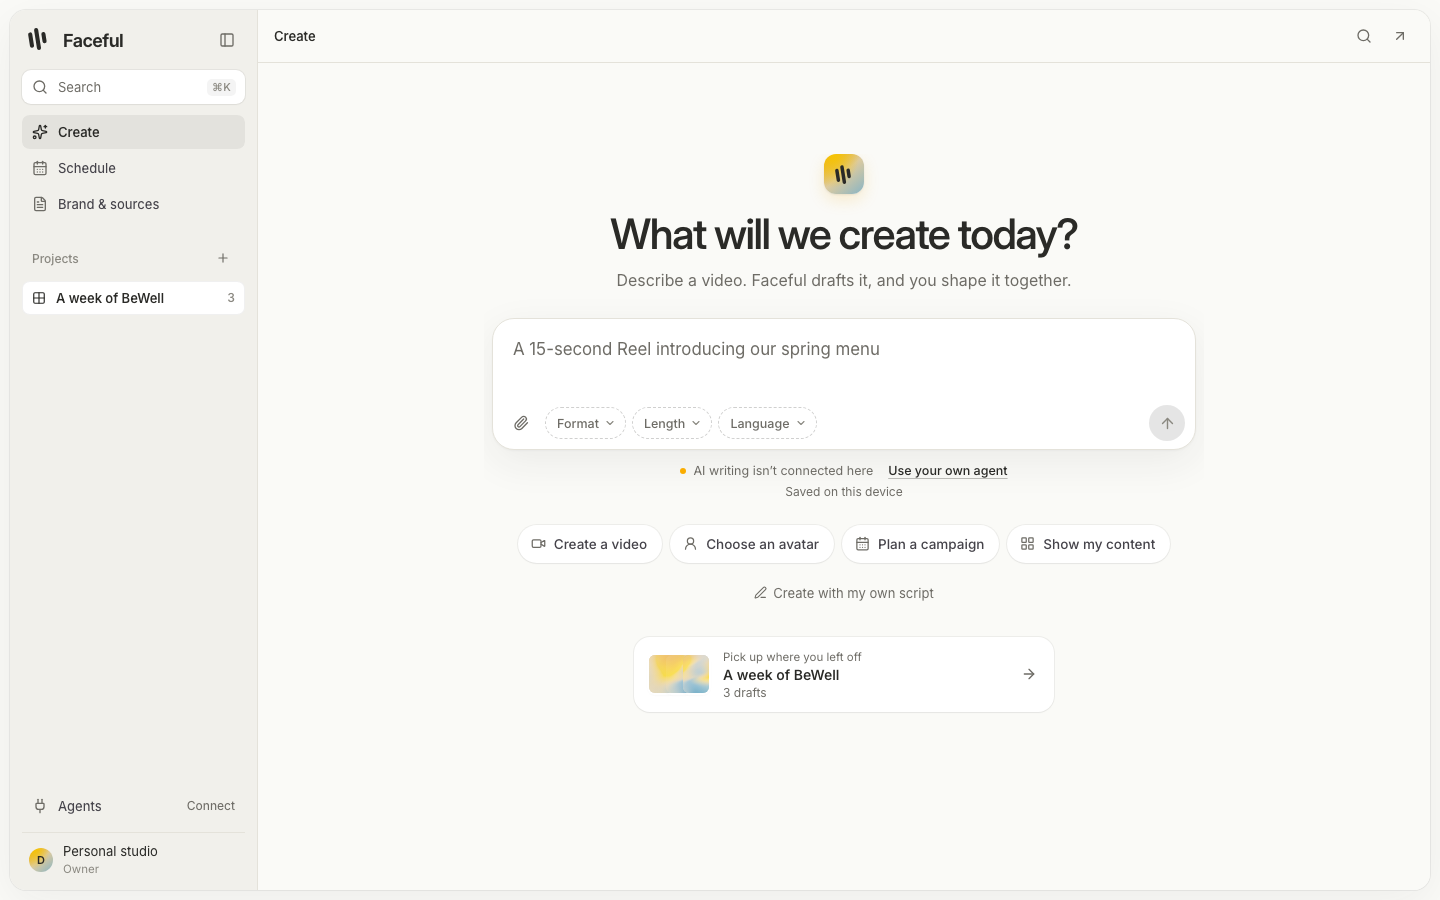 Faceful
Search
⌘K
Create
Schedule
Brand & sources
Projects
A week of BeWell
3
Agents
Connect
D
Personal studio
Owner
Create
What will we create today?
Describe a video. Faceful drafts it, and you shape it together.
A 15-second Reel introducing our spring menu
Format
Length
Language
AI writing isn’t connected here
Use your own agent
Saved on this device
Create a video
Choose an avatar
Plan a campaign
Show my content
Create with my own script
Pick up where you left off
A week of BeWell
3 drafts